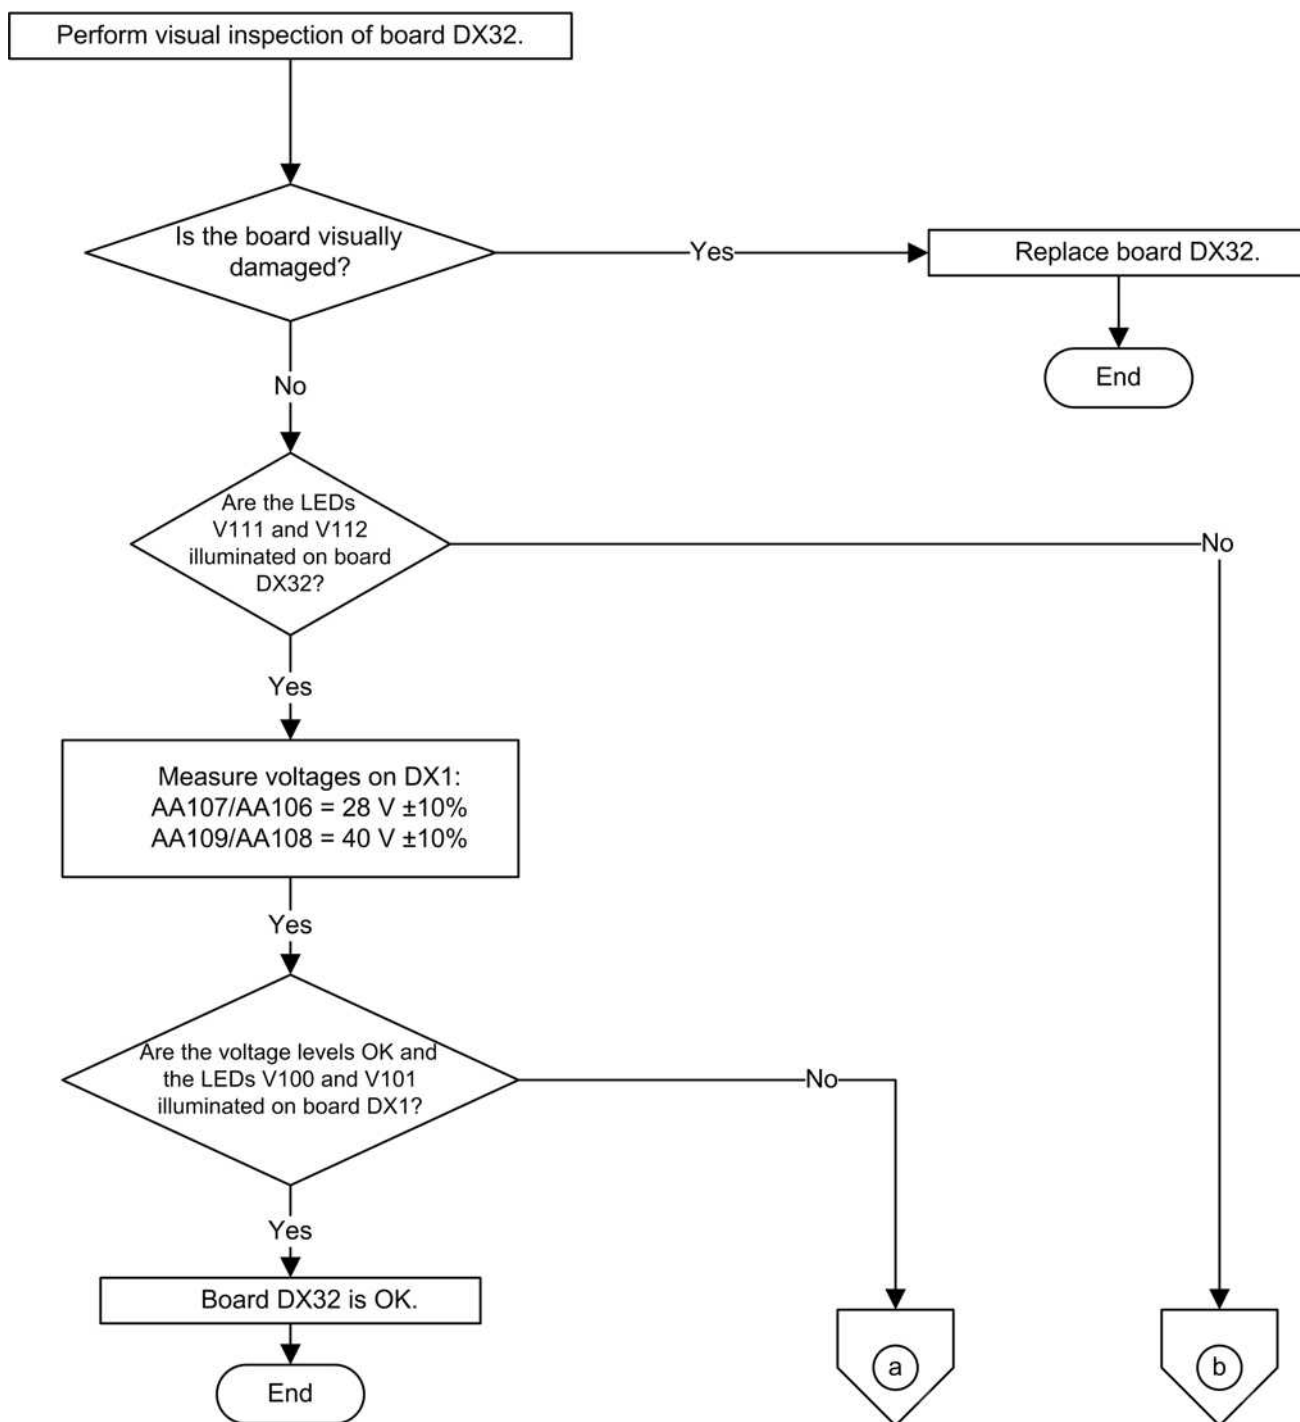 Perform visual inspection of board DX32.
Is the board visually
damaged?
Yes
Replace board DX32.
End
No
Are the LEDs
V111 and V112
illuminated on board
DX32?
No
Yes
Measure voltages on DX1:
AA107/AA106 = 28 V ±10%
AA109/AA108 = 40 V ±10%
Yes
Are the voltage levels OK and
the LEDs V100 and V101
illuminated on board DX1?
No
Yes
Board DX32 is OK.
End
a
b